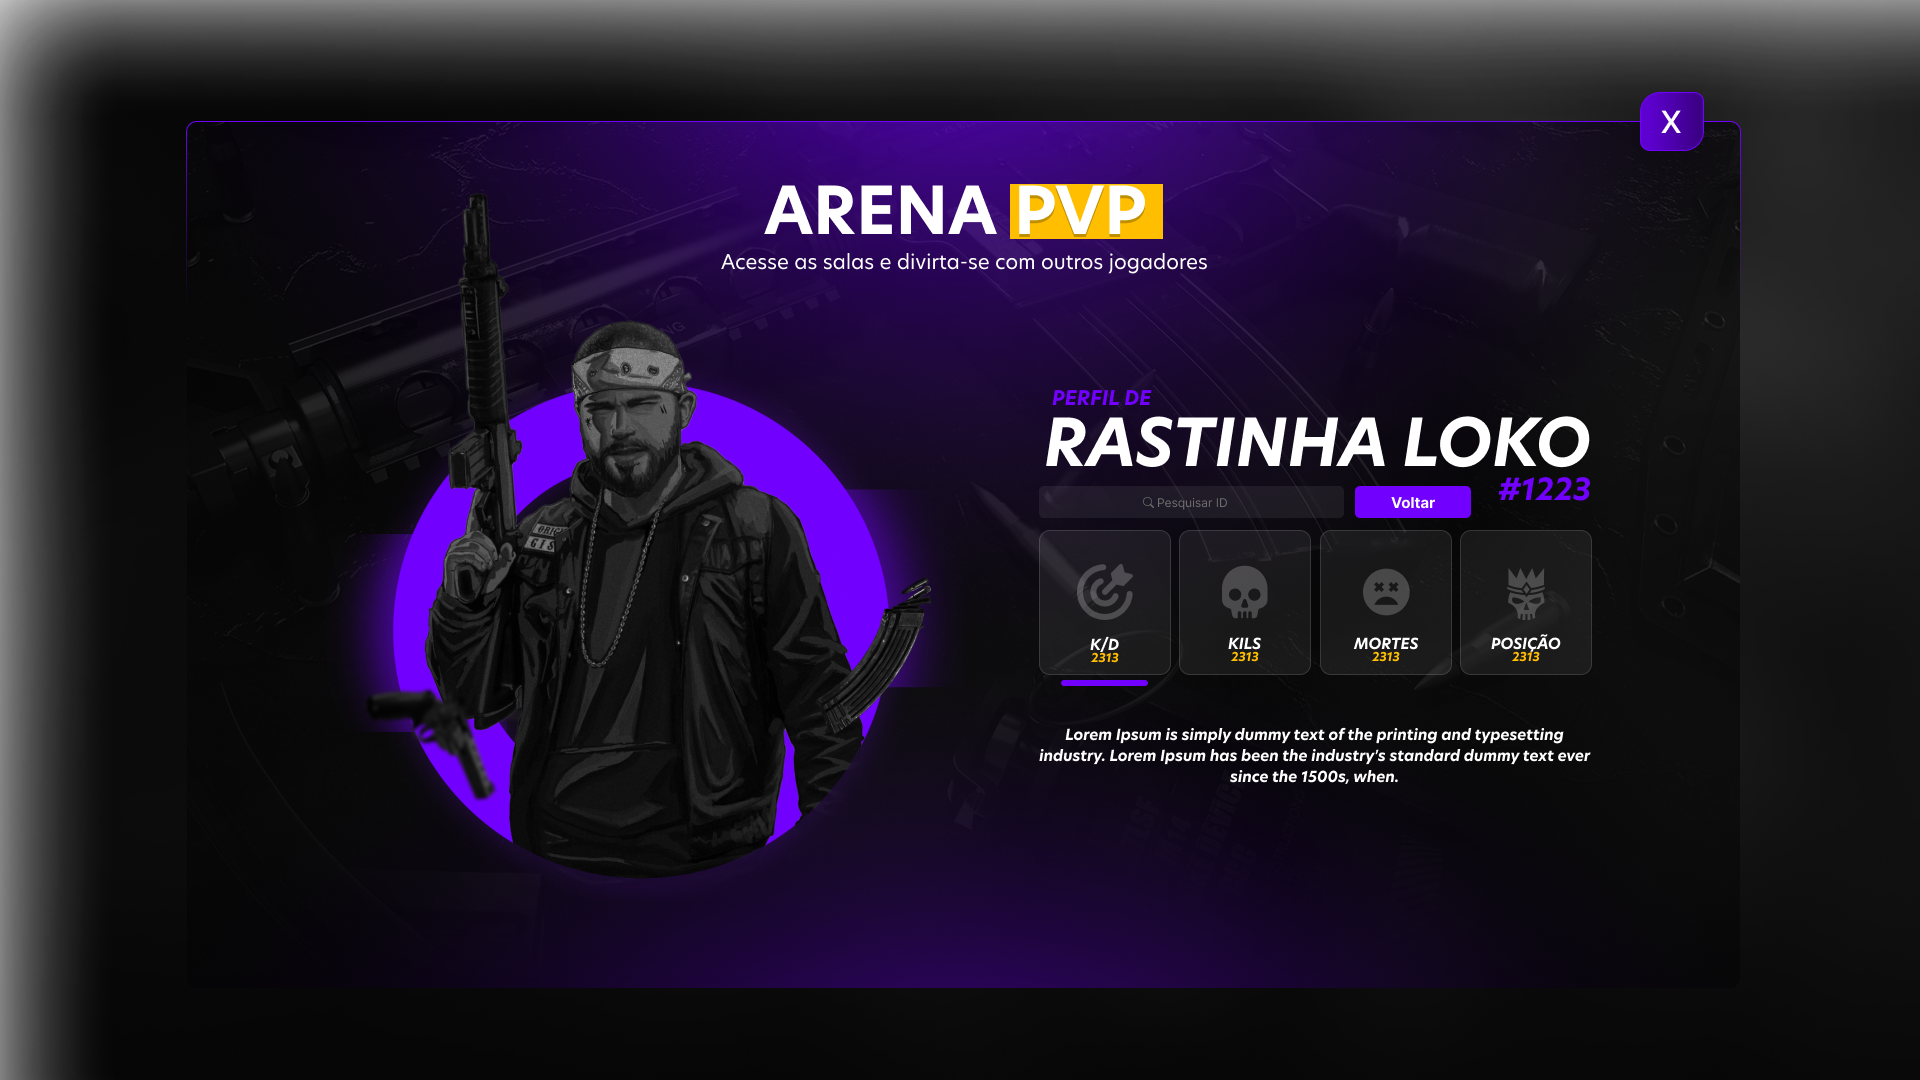 X
ARENA PVP
Acesse as salas e divirta-se com outros jogadores
PERFIL DE
RASTINHA LOKO
#1223
Pesquisar ID
Voltar
K/D
2313
KILS
2313
MORTES
2313
POSIÇÃO
2313
Lorem Ipsum is simply dummy text of the printing and typesetting
industry. Lorem Ipsum has been the industry's standard dummy text ever
since the 1500s, when.